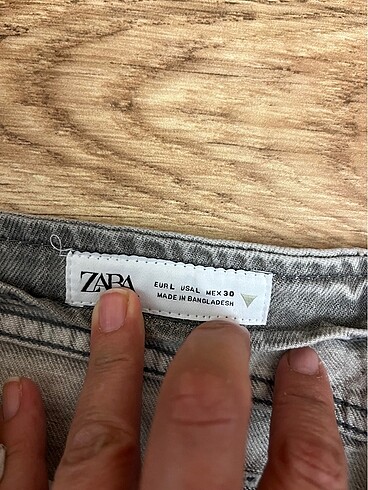 ZARA
EUR L USA L MEX 30
MADE IN BANGLADESH